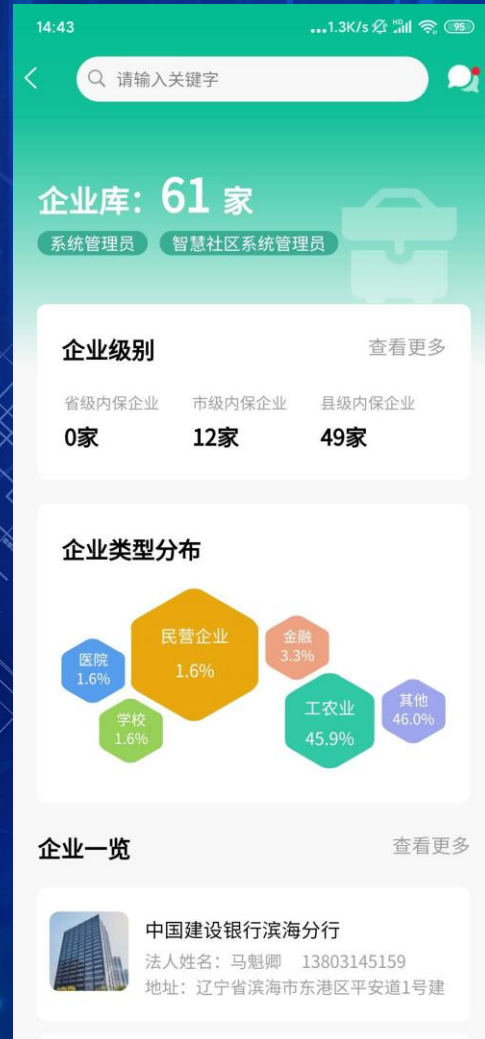 14:43
...1.3K/s HD 95
请输入关键字
企业库：61 家
系统管理员 智慧社区系统管理员
企业级别 查看更多
省级内保企业 市级内保企业 县级内保企业
0家 12家 49家
企业类型分布
民营企业
1.6%
金融
3.3%
医院
1.6%
学校
1.6%
工农业
45.9%
其他
46.0%
企业一览 查看更多
中国建设银行滨海分行
法人姓名：马魁卿 13803145159
地址：辽宁省滨海市东港区平安道1号建